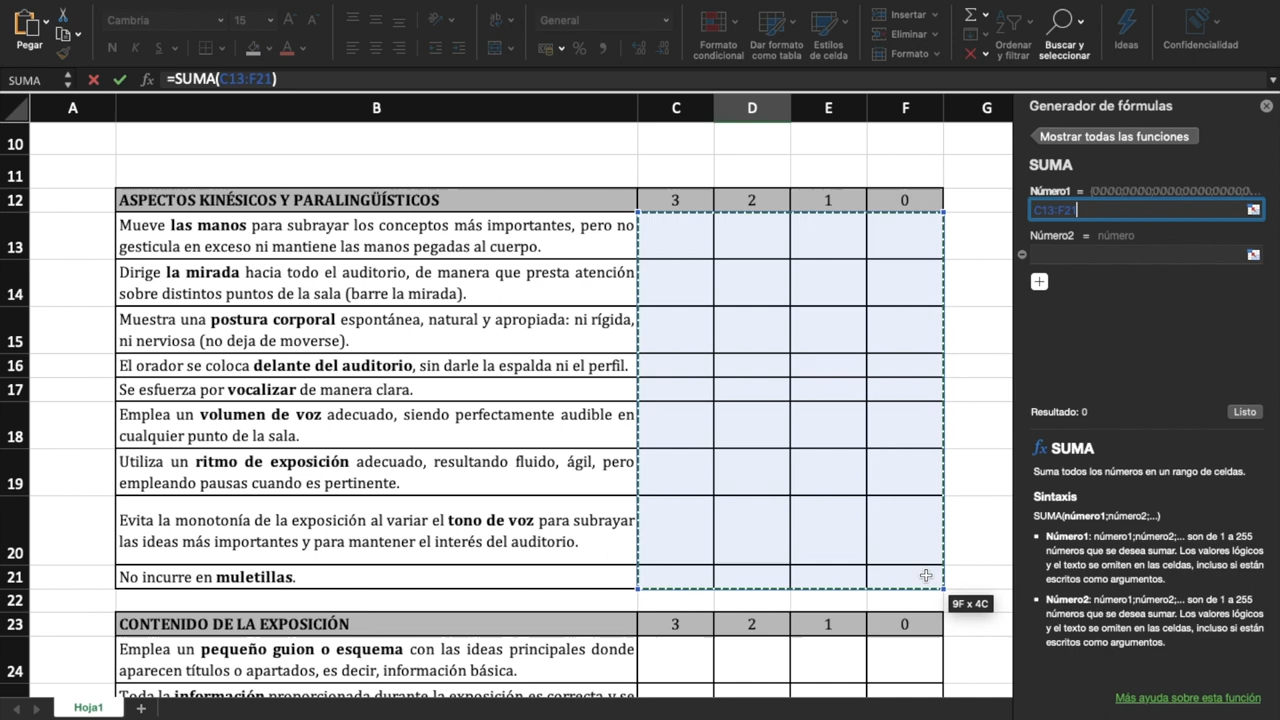 Pegar
Cambria
15
General
N
K
S
A
Formato condicional
Dar formato como tabla
Estilos de celda
Insertar
Eliminar
Formato
Ordenar y filtrar
Buscar y seleccionar
Ideas
Confidencialidad
SUMA
fx
=SUMA(C13:F21)
A B C D E F G
10
11
12 ASPECTOS KINÉSICOS Y PARALINGÜÍSTICOS 3 2 1 0
Mueve las manos para subrayar los conceptos más importantes, pero no
13 gesticula en exceso ni mantiene las manos pegadas al cuerpo.
Dirige la mirada hacia todo el auditorio, de manera que presta atención
14 sobre distintos puntos de la sala (barre la mirada).
Muestra una postura corporal espontánea, natural y apropiada: ni rígida,
15 ni nerviosa (no deja de moverse).
16 El orador se coloca delante del auditorio, sin darle la espalda ni el perfil.
17 Se esfuerza por vocalizar de manera clara.
Emplea un volumen de voz adecuado, siendo perfectamente audible en
18 cualquier punto de la sala.
Utiliza un ritmo de exposición adecuado, resultando fluido, ágil, pero
19 empleando pausas cuando es pertinente.
Evita la monotonía de la exposición al variar el tono de voz para subrayar
20 las ideas más importantes y para mantener el interés del auditorio.
21 No incurre en muletillas.
9F x 4C
22
23 CONTENIDO DE LA EXPOSICIÓN 3 2 1 0
Emplea un pequeño guion o esquema con las ideas principales donde
24 aparecen títulos o apartados, es decir, información básica.
Toda la información proporcionada durante la exposición es correcta y se
Hoja1
Generador de fórmulas
Mostrar todas las funciones
SUMA
Número1 =
C13:F21
Número2 = número
Resultado: 0
Listo
fx SUMA
Suma todos los números en un rango de celdas.
Sintaxis
SUMA(número1;número2;...)
Número1: número1;número2;... son de 1 a 255
números que se desea sumar. Los valores lógicos
y el texto se omiten en las celdas, incluso si están
escritos como argumentos.
Número2: número1;número2;... son de 1 a 255
números que se desea sumar. Los valores lógicos
y el texto se omiten en las celdas, incluso si están
escritos como argumentos.
Más ayuda sobre esta función